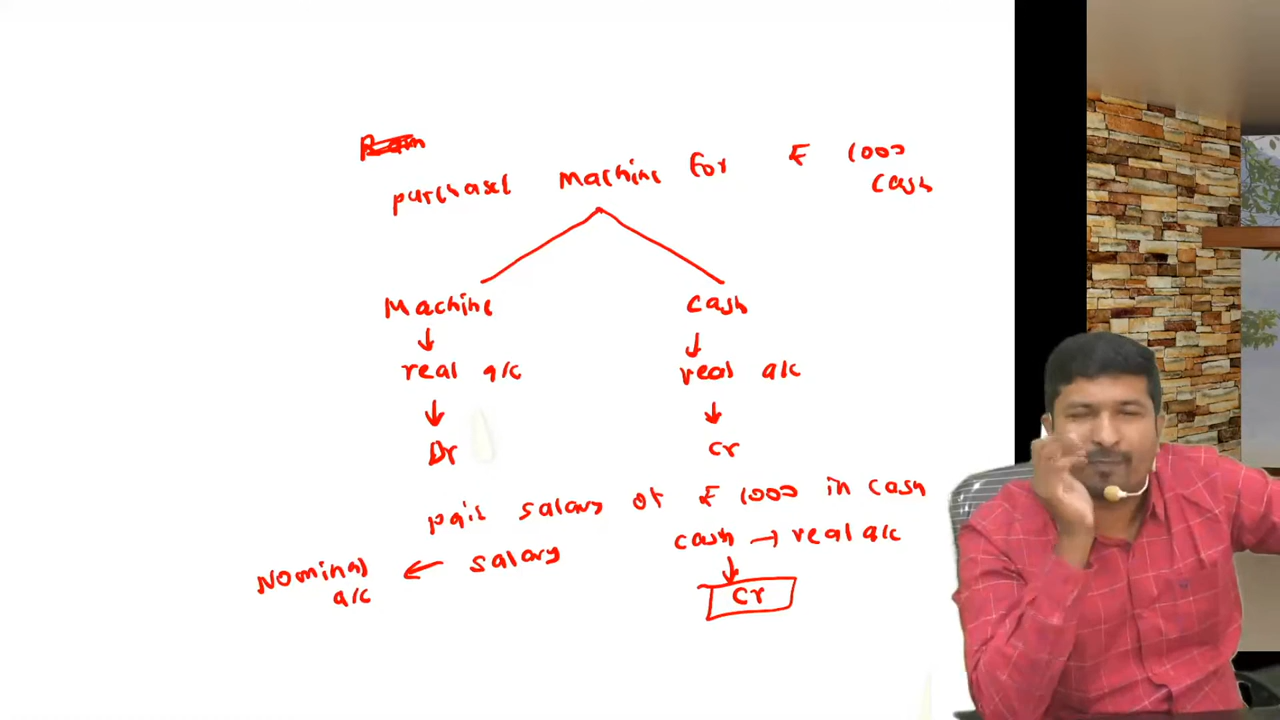 purchased Machine for ₹ 1000
cash
Machine cash
real a/c real a/c
Dr Cr
paid salary of ₹ 1000 in cash
cash → real a/c
Nominal ← salary
a/c
Cr